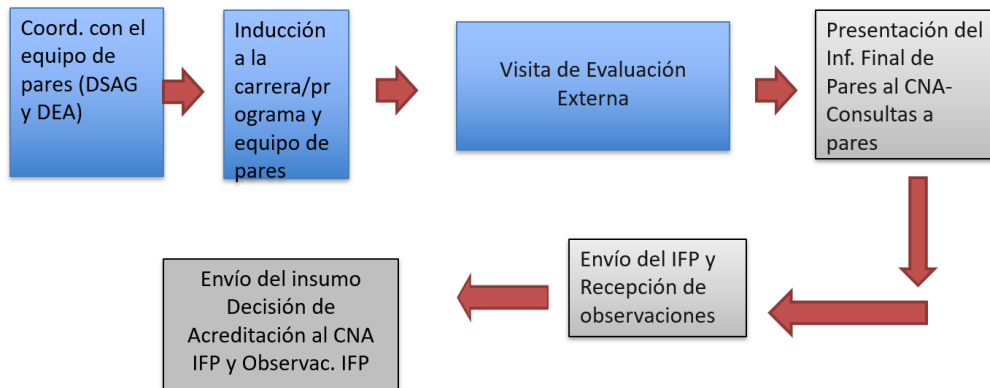 Coord. con el
equipo de
pares (DSAG
y DEA)
Inducción
a la
carrera/pr
ograma y
equipo de
pares
Visita de Evaluación
Externa
Presentación del
Inf. Final de
Pares al CNA-
Consultas a
pares
Envío del IFP y
Recepción de
observaciones
Envío del insumo
Decisión de
Acreditación al CNA
IFP y Observac. IFP